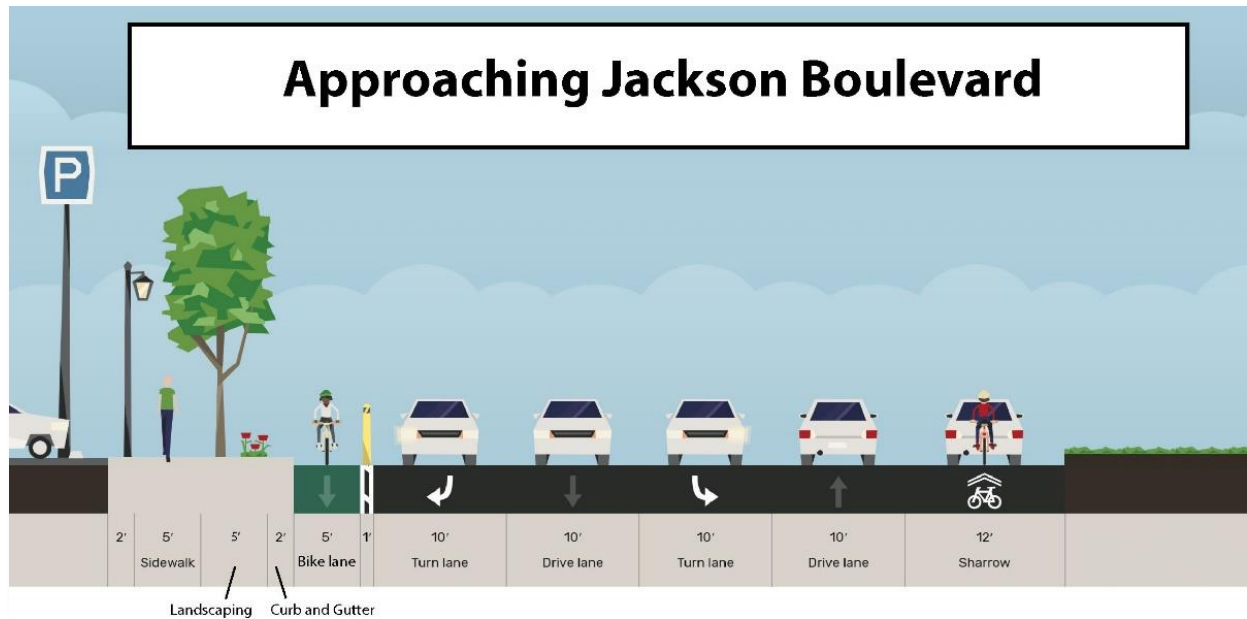 Approaching Jackson Boulevard
P
2' 5' 5' 2' 5' 1' 10' 10' 10' 10' 12'
Sidewalk Bike lane Turn lane Drive lane Turn lane Drive lane Sharrow
Landscaping Curb and Gutter